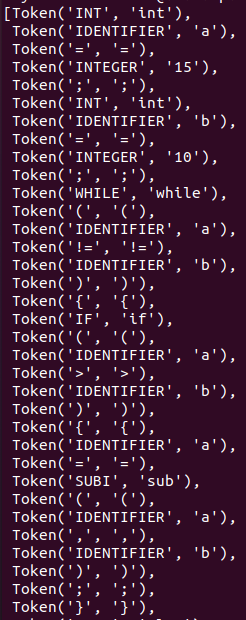 [Token('INT', 'int'),
Token('IDENTIFIER', 'a'),
Token('=', '='),
Token('INTEGER', '15'),
Token(';', ';'),
Token('INT', 'int'),
Token('IDENTIFIER', 'b'),
Token('=', '='),
Token('INTEGER', '10'),
Token(';', ';'),
Token('WHILE', 'while'),
Token('(', '('),
Token('IDENTIFIER', 'a'),
Token('!=', '!='),
Token('IDENTIFIER', 'b'),
Token(')', ')'),
Token('{', '{'),
Token('IF', 'if'),
Token('(', '('),
Token('IDENTIFIER', 'a'),
Token('>', '>'),
Token('IDENTIFIER', 'b'),
Token(')', ')'),
Token('{', '{'),
Token('IDENTIFIER', 'a'),
Token('=', '='),
Token('SUBI', 'sub'),
Token('(', '('),
Token('IDENTIFIER', 'a'),
Token(',', ','),
Token('IDENTIFIER', 'b'),
Token(')', ')'),
Token(';', ';'),
Token('}', '}'),